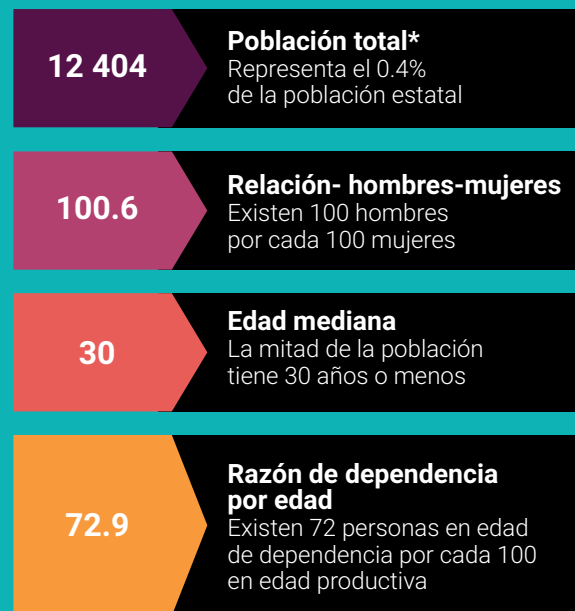 12 404
Población total*
Representa el 0.4%
de la población estatal
100.6
Relación- hombres-mujeres
Existen 100 hombres
por cada 100 mujeres
30
Edad mediana
La mitad de la población
tiene 30 años o menos
72.9
Razón de dependencia
por edad
Existen 72 personas en edad
de dependencia por cada 100
en edad productiva